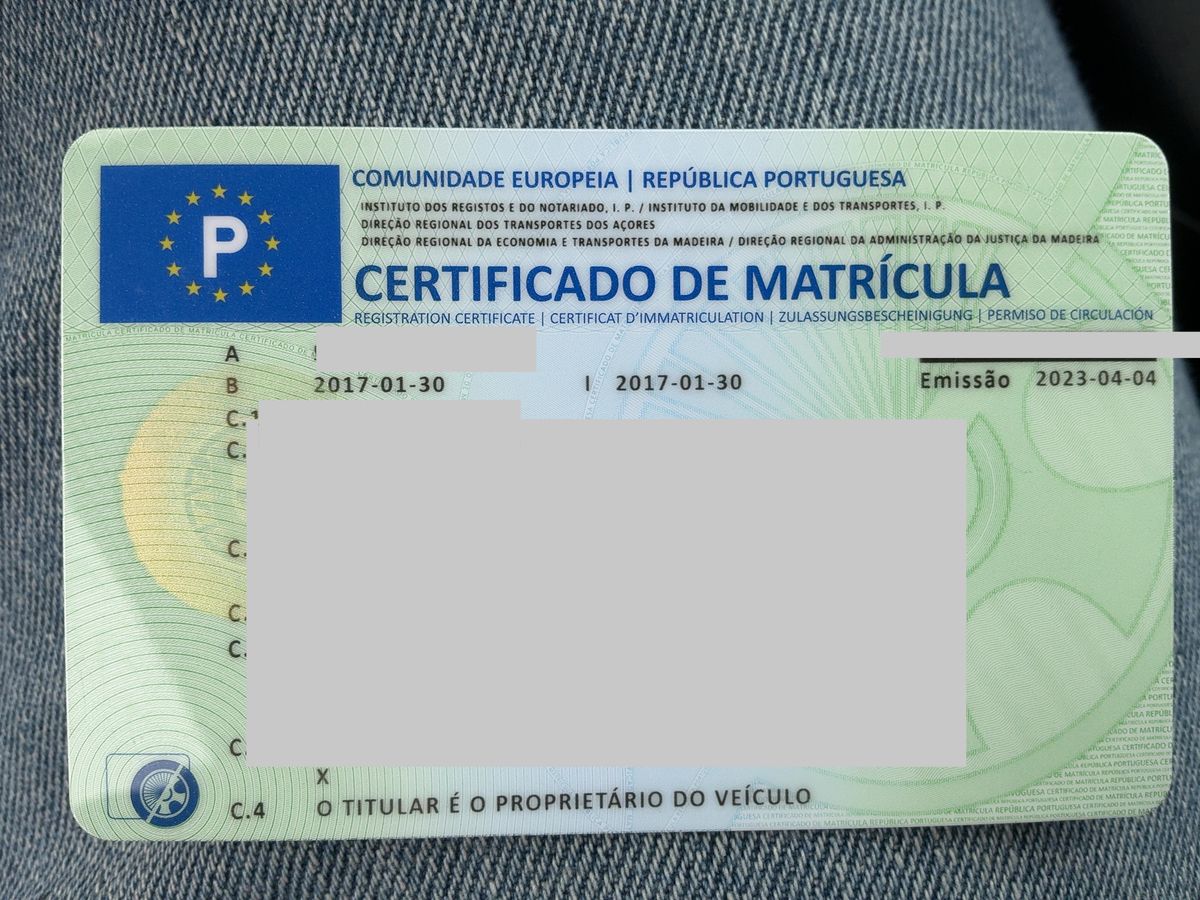 P
COMUNIDADE EUROPEIA | REPÚBLICA PORTUGUESA
INSTITUTO DOS REGISTOS E DO NOTARIADO, I. P. / INSTITUTO DA MOBILIDADE E DOS TRANSPORTES, I. P.
DIREÇÃO REGIONAL DOS TRANSPORTES DOS AÇORES
DIREÇÃO REGIONAL DA ECONOMIA E TRANSPORTES DA MADEIRA / DIREÇÃO REGIONAL DA ADMINISTRAÇÃO DA JUSTIÇA DA MADEIRA
CERTIFICADO DE MATRÍCULA
REGISTRATION CERTIFICATE | CERTIFICAT D'IMMATRICULATION | ZULASSUNGSBESCHEINIGUNG | PERMISO DE CIRCULACIÓN
A
B 2017-01-30 I 2017-01-30 Emissão 2023-04-04
C.1
C.
C.
C.
C.
C.
X
C.4 O TITULAR É O PROPRIETÁRIO DO VEÍCULO